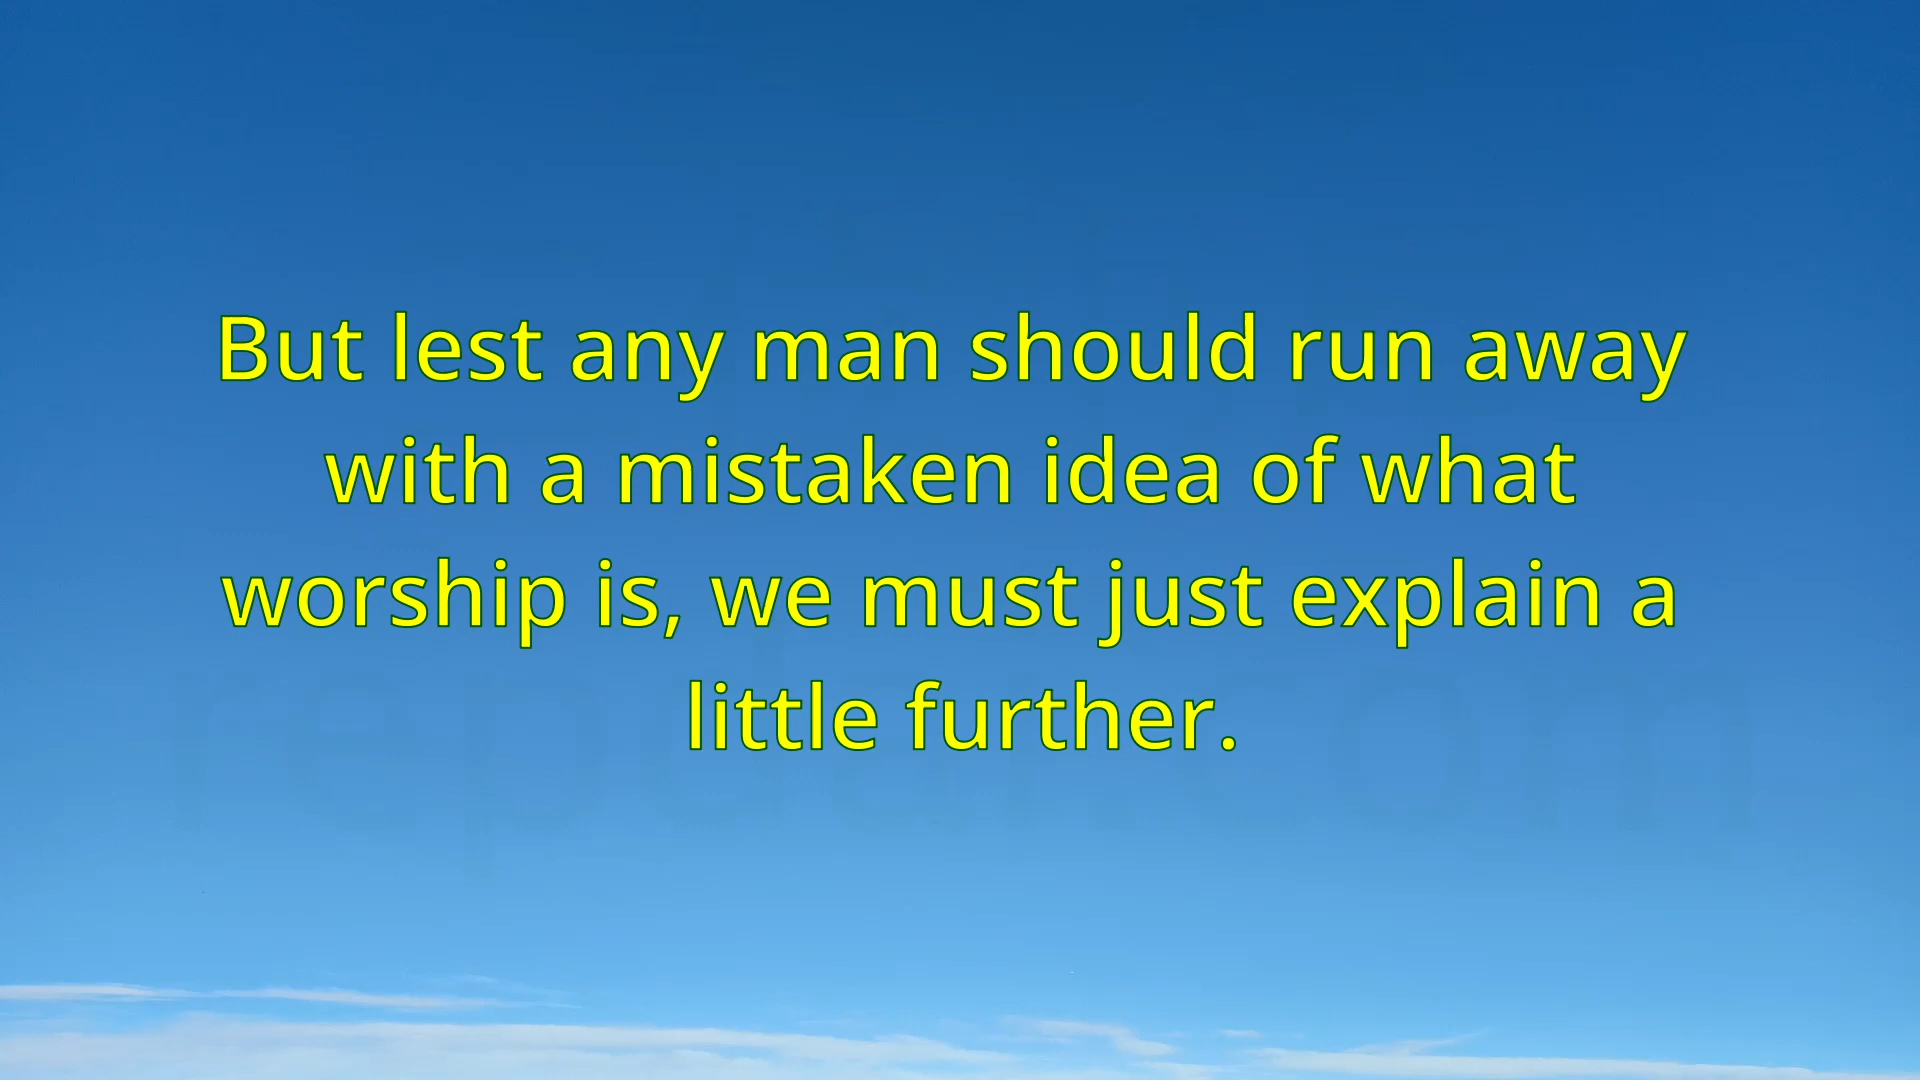 But lest any man should run away
with a mistaken idea of what
worship is, we must just explain a
little further.